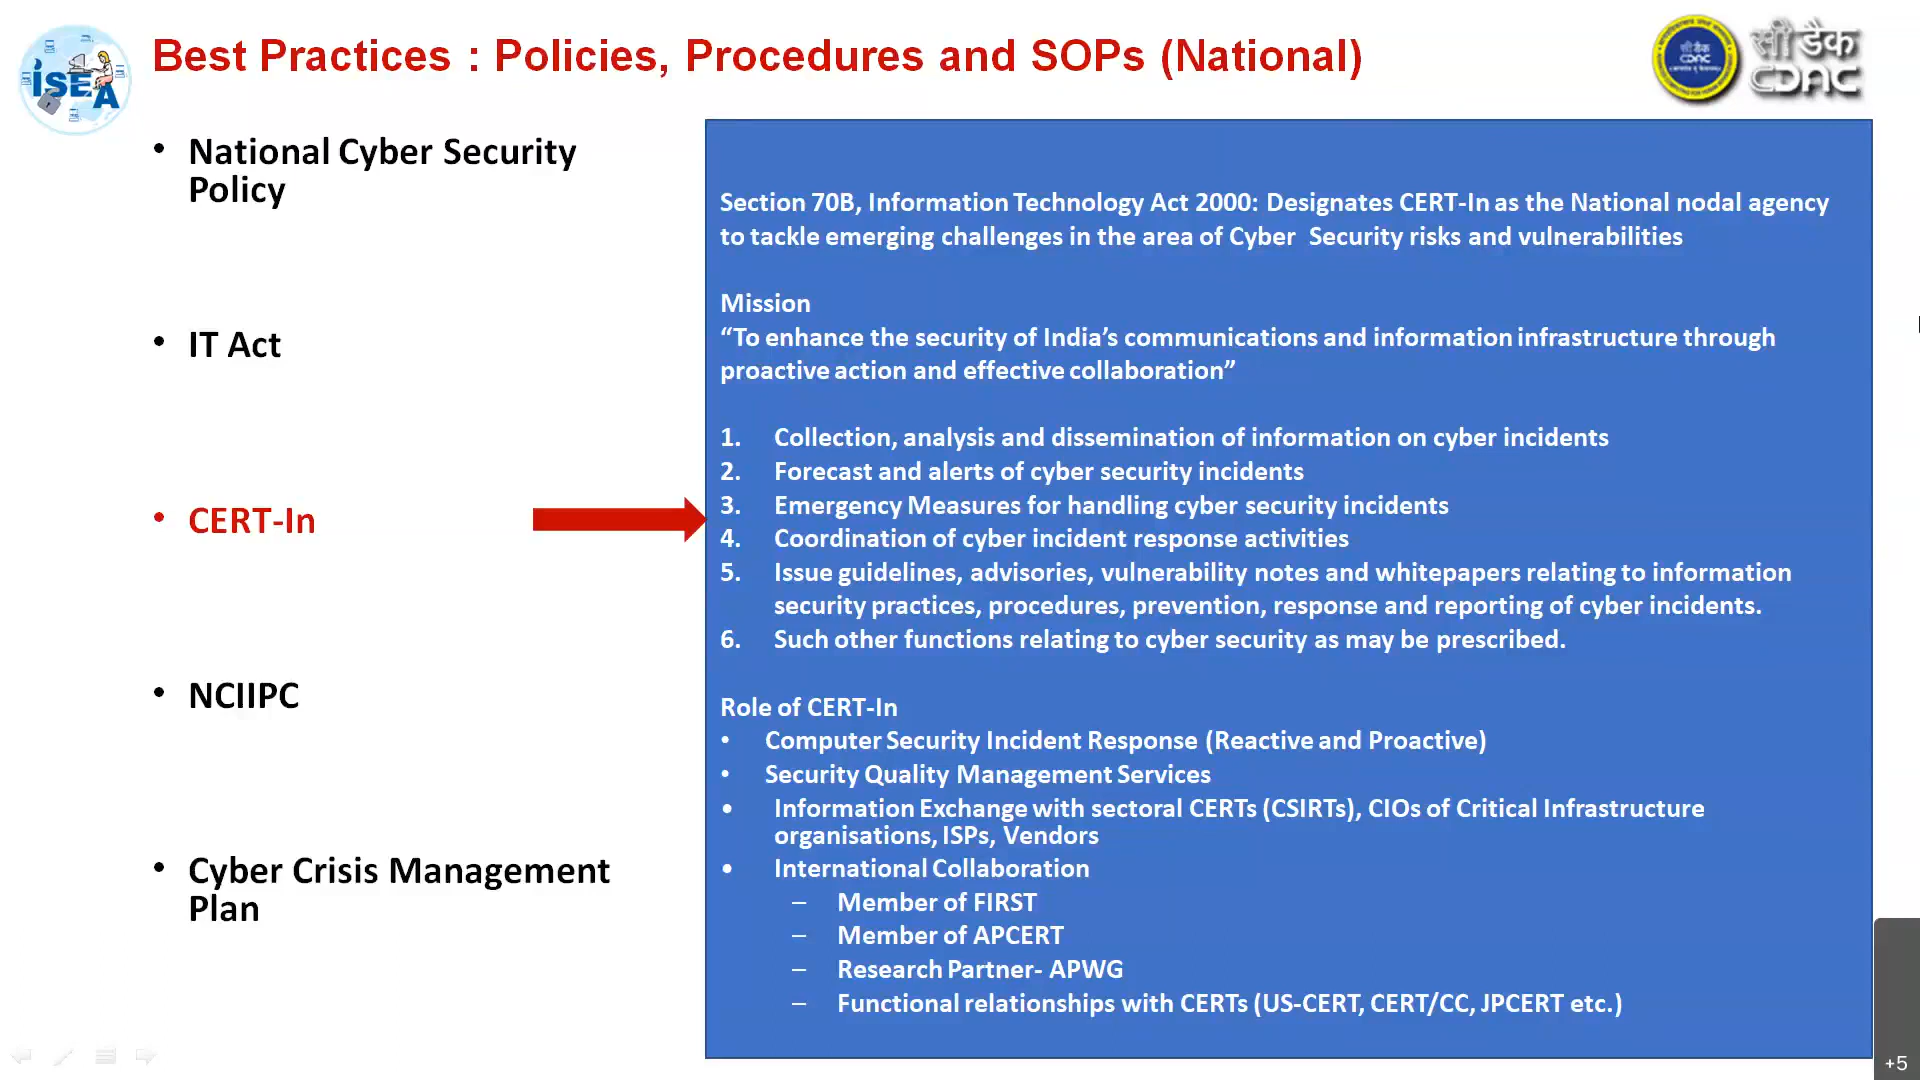 Best Practices : Policies, Procedures and SOPs (National)
iSEA
सी डैक
CDAC
सी डैक
CDAC
• National Cyber Security
Policy
• IT Act
• CERT-In
• NCIIPC
• Cyber Crisis Management
Plan
Section 70B, Information Technology Act 2000: Designates CERT-In as the National nodal agency
to tackle emerging challenges in the area of Cyber Security risks and vulnerabilities
Mission
“To enhance the security of India’s communications and information infrastructure through
proactive action and effective collaboration”
1. Collection, analysis and dissemination of information on cyber incidents
2. Forecast and alerts of cyber security incidents
3. Emergency Measures for handling cyber security incidents
4. Coordination of cyber incident response activities
5. Issue guidelines, advisories, vulnerability notes and whitepapers relating to information
security practices, procedures, prevention, response and reporting of cyber incidents.
6. Such other functions relating to cyber security as may be prescribed.
Role of CERT-In
• Computer Security Incident Response (Reactive and Proactive)
• Security Quality Management Services
• Information Exchange with sectoral CERTs (CSIRTs), CIOs of Critical Infrastructure
organisations, ISPs, Vendors
• International Collaboration
– Member of FIRST
– Member of APCERT
– Research Partner- APWG
– Functional relationships with CERTs (US-CERT, CERT/CC, JPCERT etc.)
+5